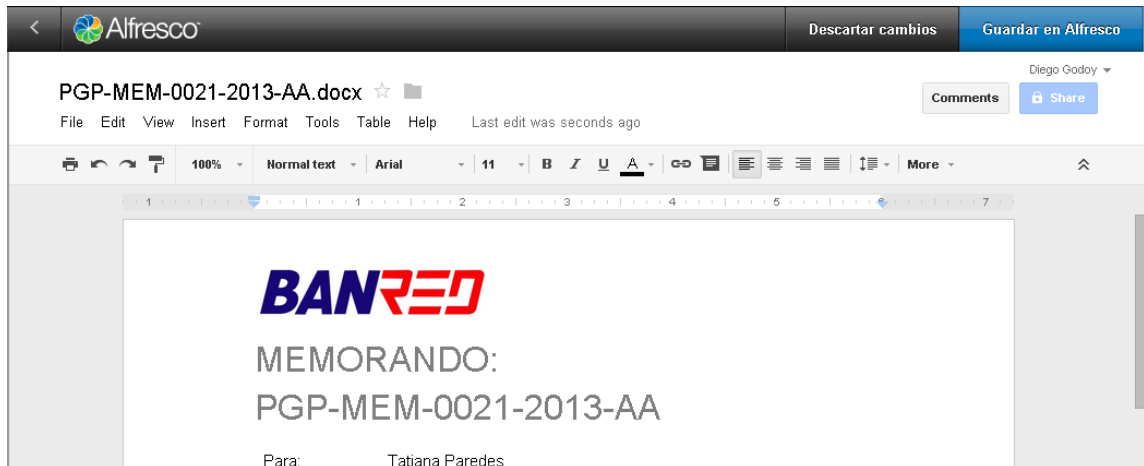 Alfresco
Descartar cambios
Guardar en Alfresco
Diego Godoy
PGP-MEM-0021-2013-AA.docx
Comments
Share
File Edit View Insert Format Tools Table Help Last edit was seconds ago
100% Normal text Arial 11 B I U A More
1 1 2 3 4 5 6 7
BANRED
MEMORANDO:
PGP-MEM-0021-2013-AA
Para: Tatiana Paredes